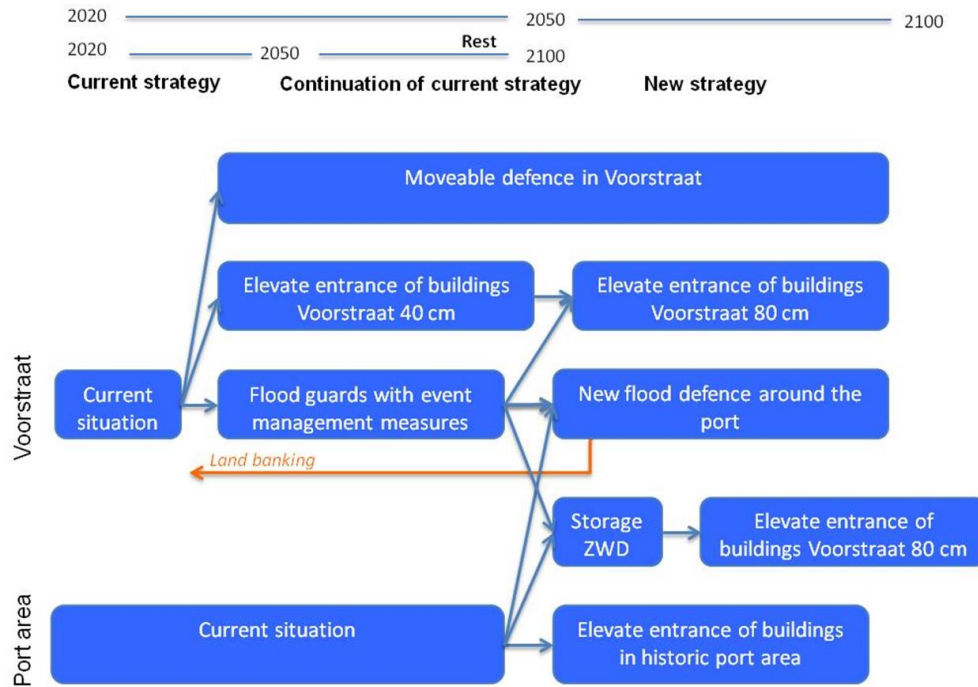 2020 2050 2100
2020 2050 Rest 2100
Current strategy Continuation of current strategy New strategy
Moveable defence in Voorstraat
Elevate entrance of buildings
Voorstraat 40 cm
Elevate entrance of buildings
Voorstraat 80 cm
Voorstraat
Current
situation
Flood guards with event
management measures
New flood defence around the
port
Land banking
Storage
ZWD
Elevate entrance of
buildings Voorstraat 80 cm
Port area
Current situation
Elevate entrance of buildings
in historic port area